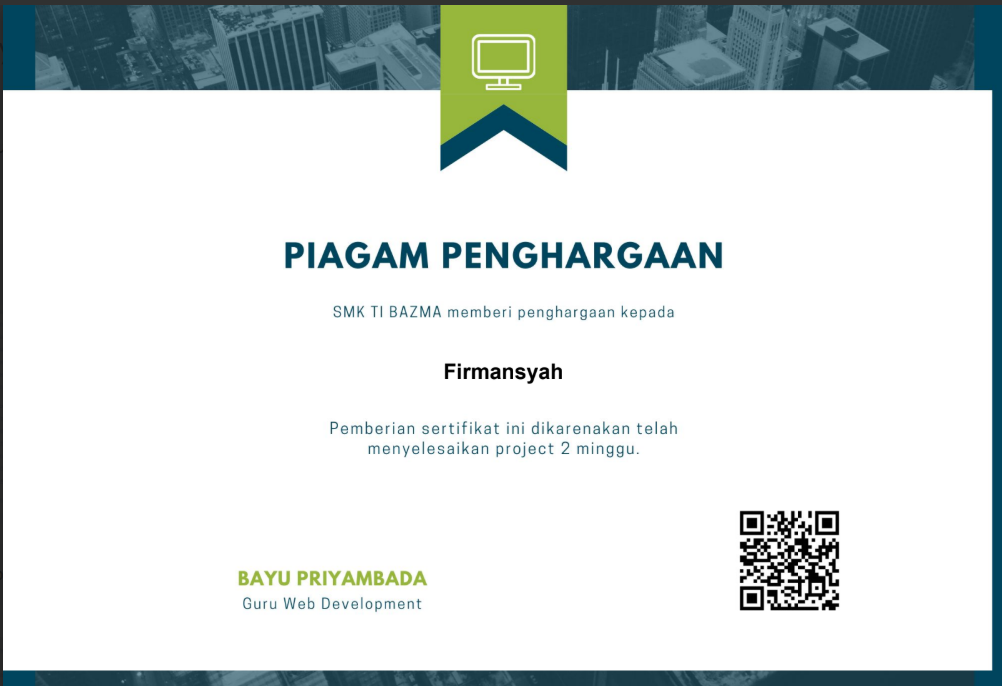 PIAGAM PENGHARGAAN
SMK TI BAZMA memberi penghargaan kepada
Firmansyah
Pemberian sertifikat ini dikarenakan telah
menyelesaikan project 2 minggu.
BAYU PRIYAMBADA
Guru Web Development